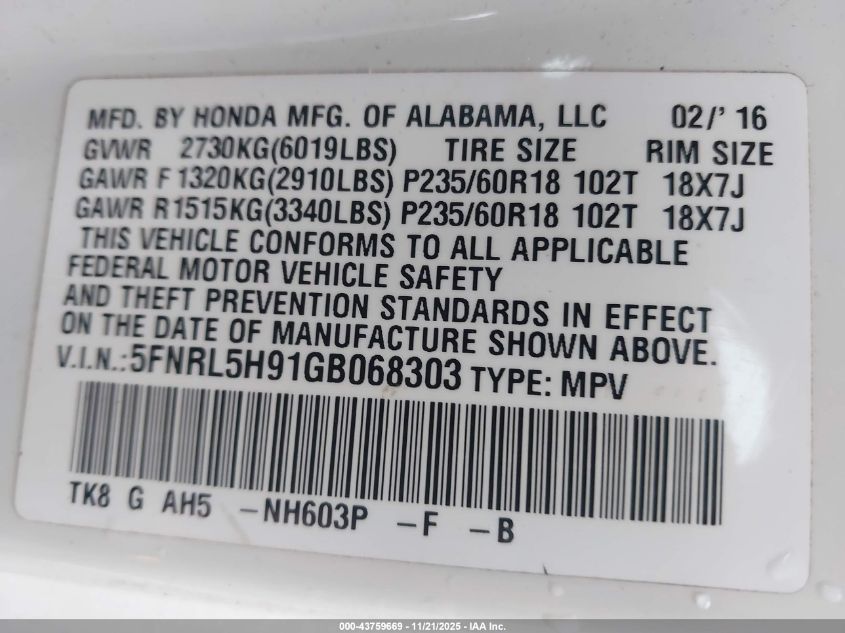 MFD. BY HONDA MFG. OF ALABAMA, LLC 02/' 16
GVWR 2730KG(6019LBS) TIRE SIZE RIM SIZE
GAWR F 1320KG(2910LBS) P235/60R18 102T 18X7J
GAWR R1515KG(3340LBS) P235/60R18 102T 18X7J
THIS VEHICLE CONFORMS TO ALL APPLICABLE
FEDERAL MOTOR VEHICLE SAFETY
AND THEFT PREVENTION STANDARDS IN EFFECT
ON THE DATE OF MANUFACTURE SHOWN ABOVE.
V.I.N.:5FNRL5H91GB068303 TYPE: MPV
TK8 G AH5 -NH603P -F -B
000-43759669 - 11/21/2025 - IAA Inc.